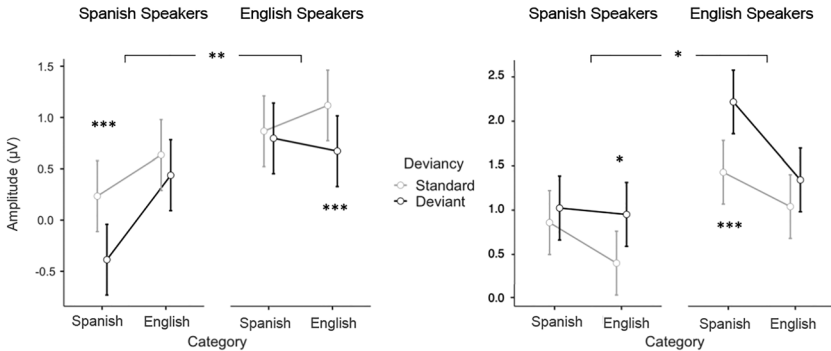 Spanish Speakers English Speakers
**
1.5
1.0
0.5
0.0
-0.5
Amplitude (μV)
***
***
Spanish English Spanish English
Category
Deviancy
Standard
Deviant
Spanish Speakers English Speakers
*
2.5
2.0
1.5
1.0
0.5
0.0
*
***
Spanish English Spanish English
Category